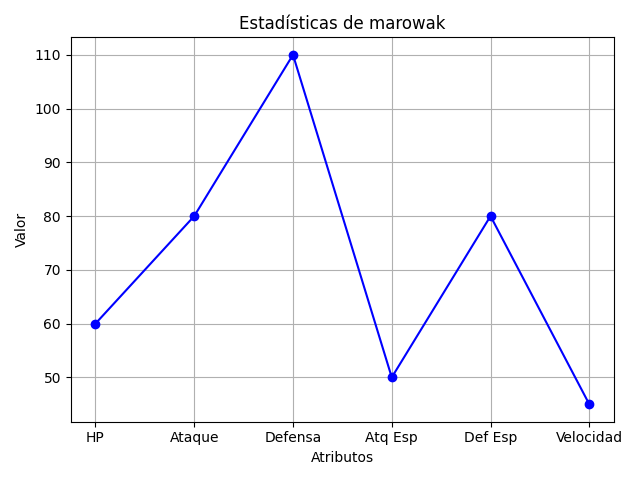 Estadísticas de marowak
Valor
110
100
90
80
70
60
50
HP Ataque Defensa Atq Esp Def Esp Velocidad
Atributos